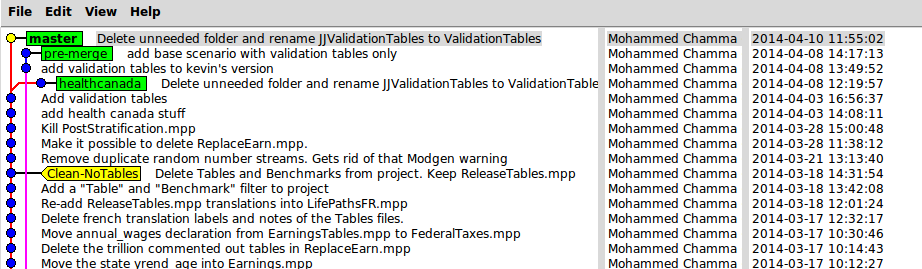 File Edit View Help
master Delete unneeded folder and rename JJValidationTables to ValidationTables Mohammed Chamma 2014-04-10 11:55:02
pre-merge add base scenario with validation tables only Mohammed Chamma 2014-04-08 14:17:13
add validation tables to kevin's version Mohammed Chamma 2014-04-08 13:49:52
healthcanada Delete unneeded folder and rename JJValidationTables to ValidationTable Mohammed Chamma 2014-04-08 12:19:57
Add validation tables Mohammed Chamma 2014-04-03 16:56:37
add health canada stuff Mohammed Chamma 2014-04-03 14:08:11
Kill PostStratification.mpp Mohammed Chamma 2014-03-28 15:00:48
Make it possible to delete ReplaceEarn.mpp. Mohammed Chamma 2014-03-28 11:38:12
Remove duplicate random number streams. Gets rid of that Modgen warning Mohammed Chamma 2014-03-21 13:13:40
Clean-NoTables Delete Tables and Benchmarks from project. Keep ReleaseTables.mpp Mohammed Chamma 2014-03-18 14:31:54
Add a "Table" and "Benchmark" filter to project Mohammed Chamma 2014-03-18 13:42:08
Re-add ReleaseTables.mpp translations into LifePathsFR.mpp Mohammed Chamma 2014-03-18 12:01:24
Delete french translation labels and notes of the Tables files. Mohammed Chamma 2014-03-17 12:32:17
Move annual_wages declaration from EarningsTables.mpp to FederalTaxes.mpp Mohammed Chamma 2014-03-17 10:30:46
Delete the trillion commented out tables in ReplaceEarn.mpp Mohammed Chamma 2014-03-17 10:14:43
Move the state yrend_age into Earnings.mpp Mohammed Chamma 2014-03-17 10:12:27